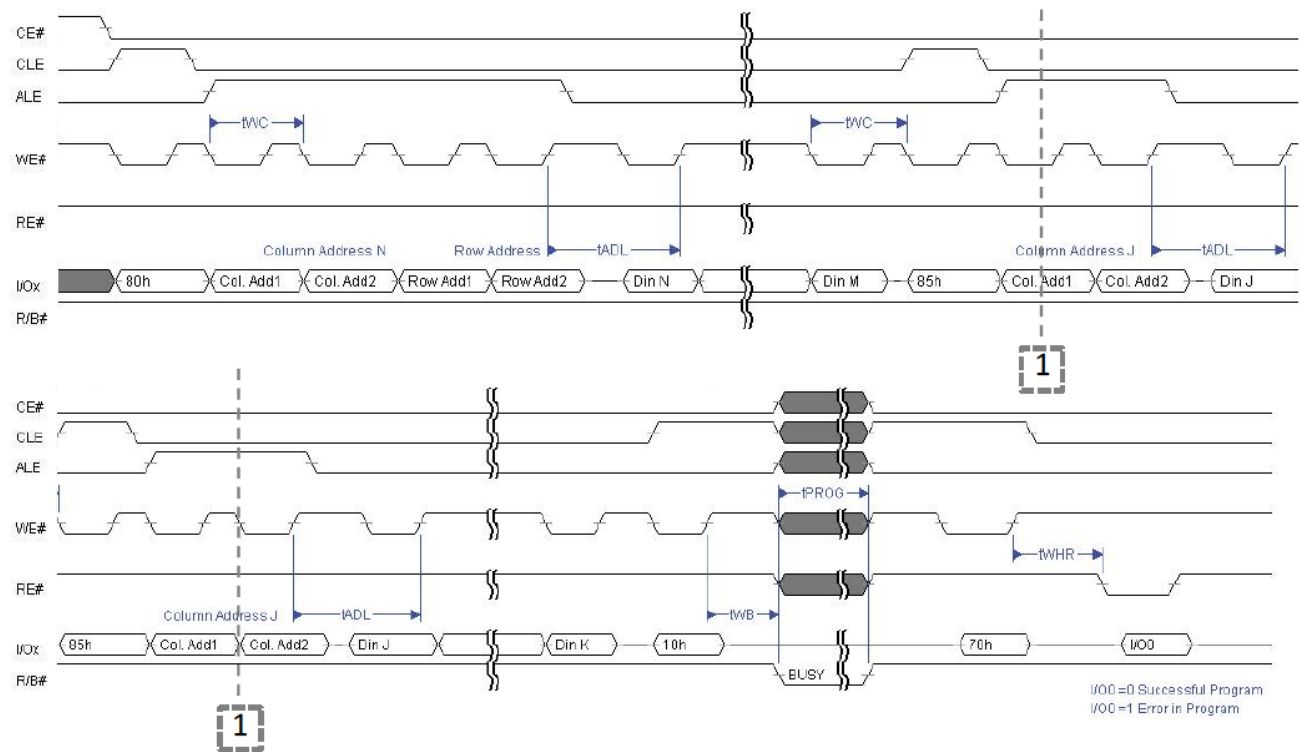 CE#
CLE
ALE
tWC
tWC
WE#
RE#
Column Address N
Row Address
tADL
Column Address J
tADL
I/Ox
80h
Col. Add1
Col. Add2
Row Add1
Row Add2
Din N
Din M
85h
Col. Add1
Col. Add2
Din J
R/B#
1
CE#
CLE
ALE
tPROG
WE#
tWHR
RE#
Column Address J
tADL
tWB
I/Ox
85h
Col. Add1
Col. Add2
Din J
Din K
10h
70h
I/O0
R/B#
BUSY
I/O0=0 Successful Program
I/O0=1 Error in Program
1